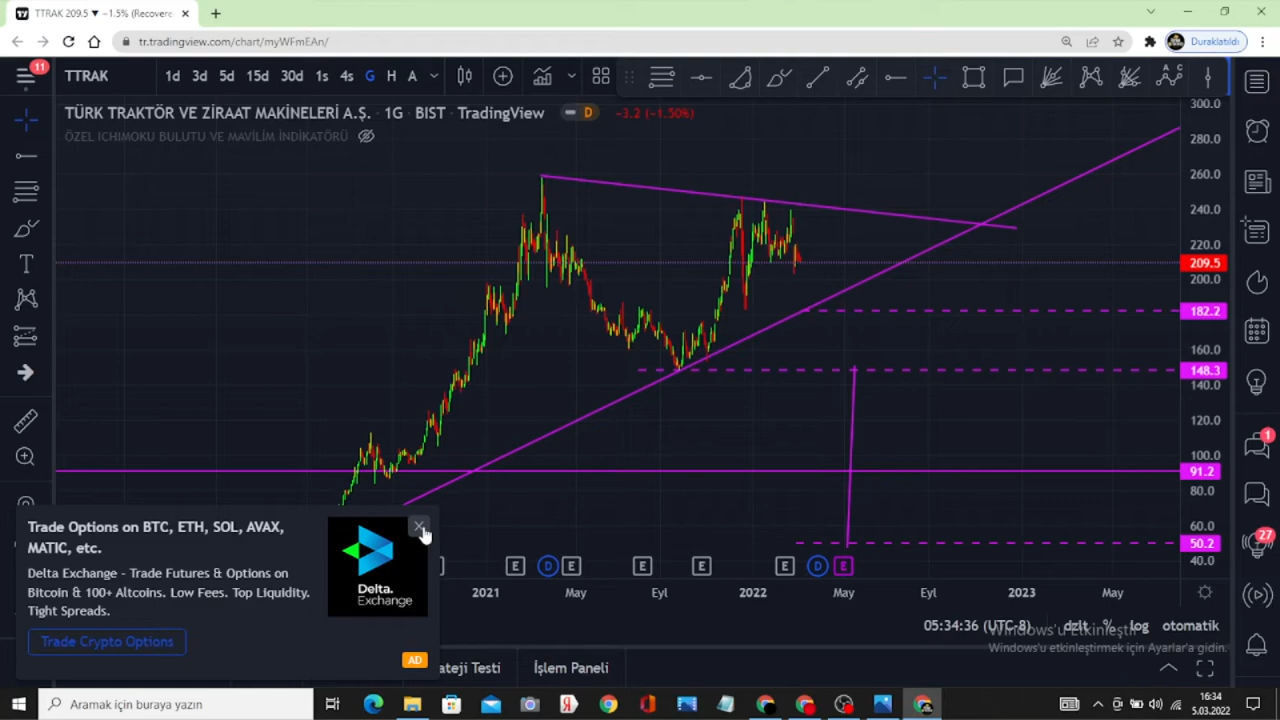 TTRAK 209.5 ▼ −1.5% (Recovere
tr.tradingview.com/chart/myWFmEAn/
Duraklatıldı
11
TTRAK
1d 3d 5d 15d 30d 1s 4s G H A
TÜRK TRAKTÖR VE ZİRAAT MAKİNELERİ A.Ş. · 1G · BIST · TradingView
D
−3.2 (−1.50%)
ÖZEL ICHIMOKU BULUTU VE MAVİLİM İNDİKATÖRÜ
300.0
280.0
260.0
240.0
220.0
209.5
200.0
182.2
160.0
148.3
140.0
120.0
100.0
91.2
80.0
60.0
50.2
40.0
1
27
Trade Options on BTC, ETH, SOL, AVAX,
MATIC, etc.
Delta Exchange - Trade Futures & Options on
Bitcoin & 100+ Altcoins. Low Fees. Top Liquidity.
Tight Spreads.
Trade Crypto Options
Delta.
Exchange
AD
E D E E E E D E
2021 May Eyl 2022 May Eyl 2023 May
05:34:36 (UTC-8) dzlt % log otomatik
Windows'u Etkinleştir
Windows'u etkinleştirmek için Ayarlar'a gidin.
ateji Testi
İşlem Paneli
Aramak için buraya yazın
16:34
5.03.2022